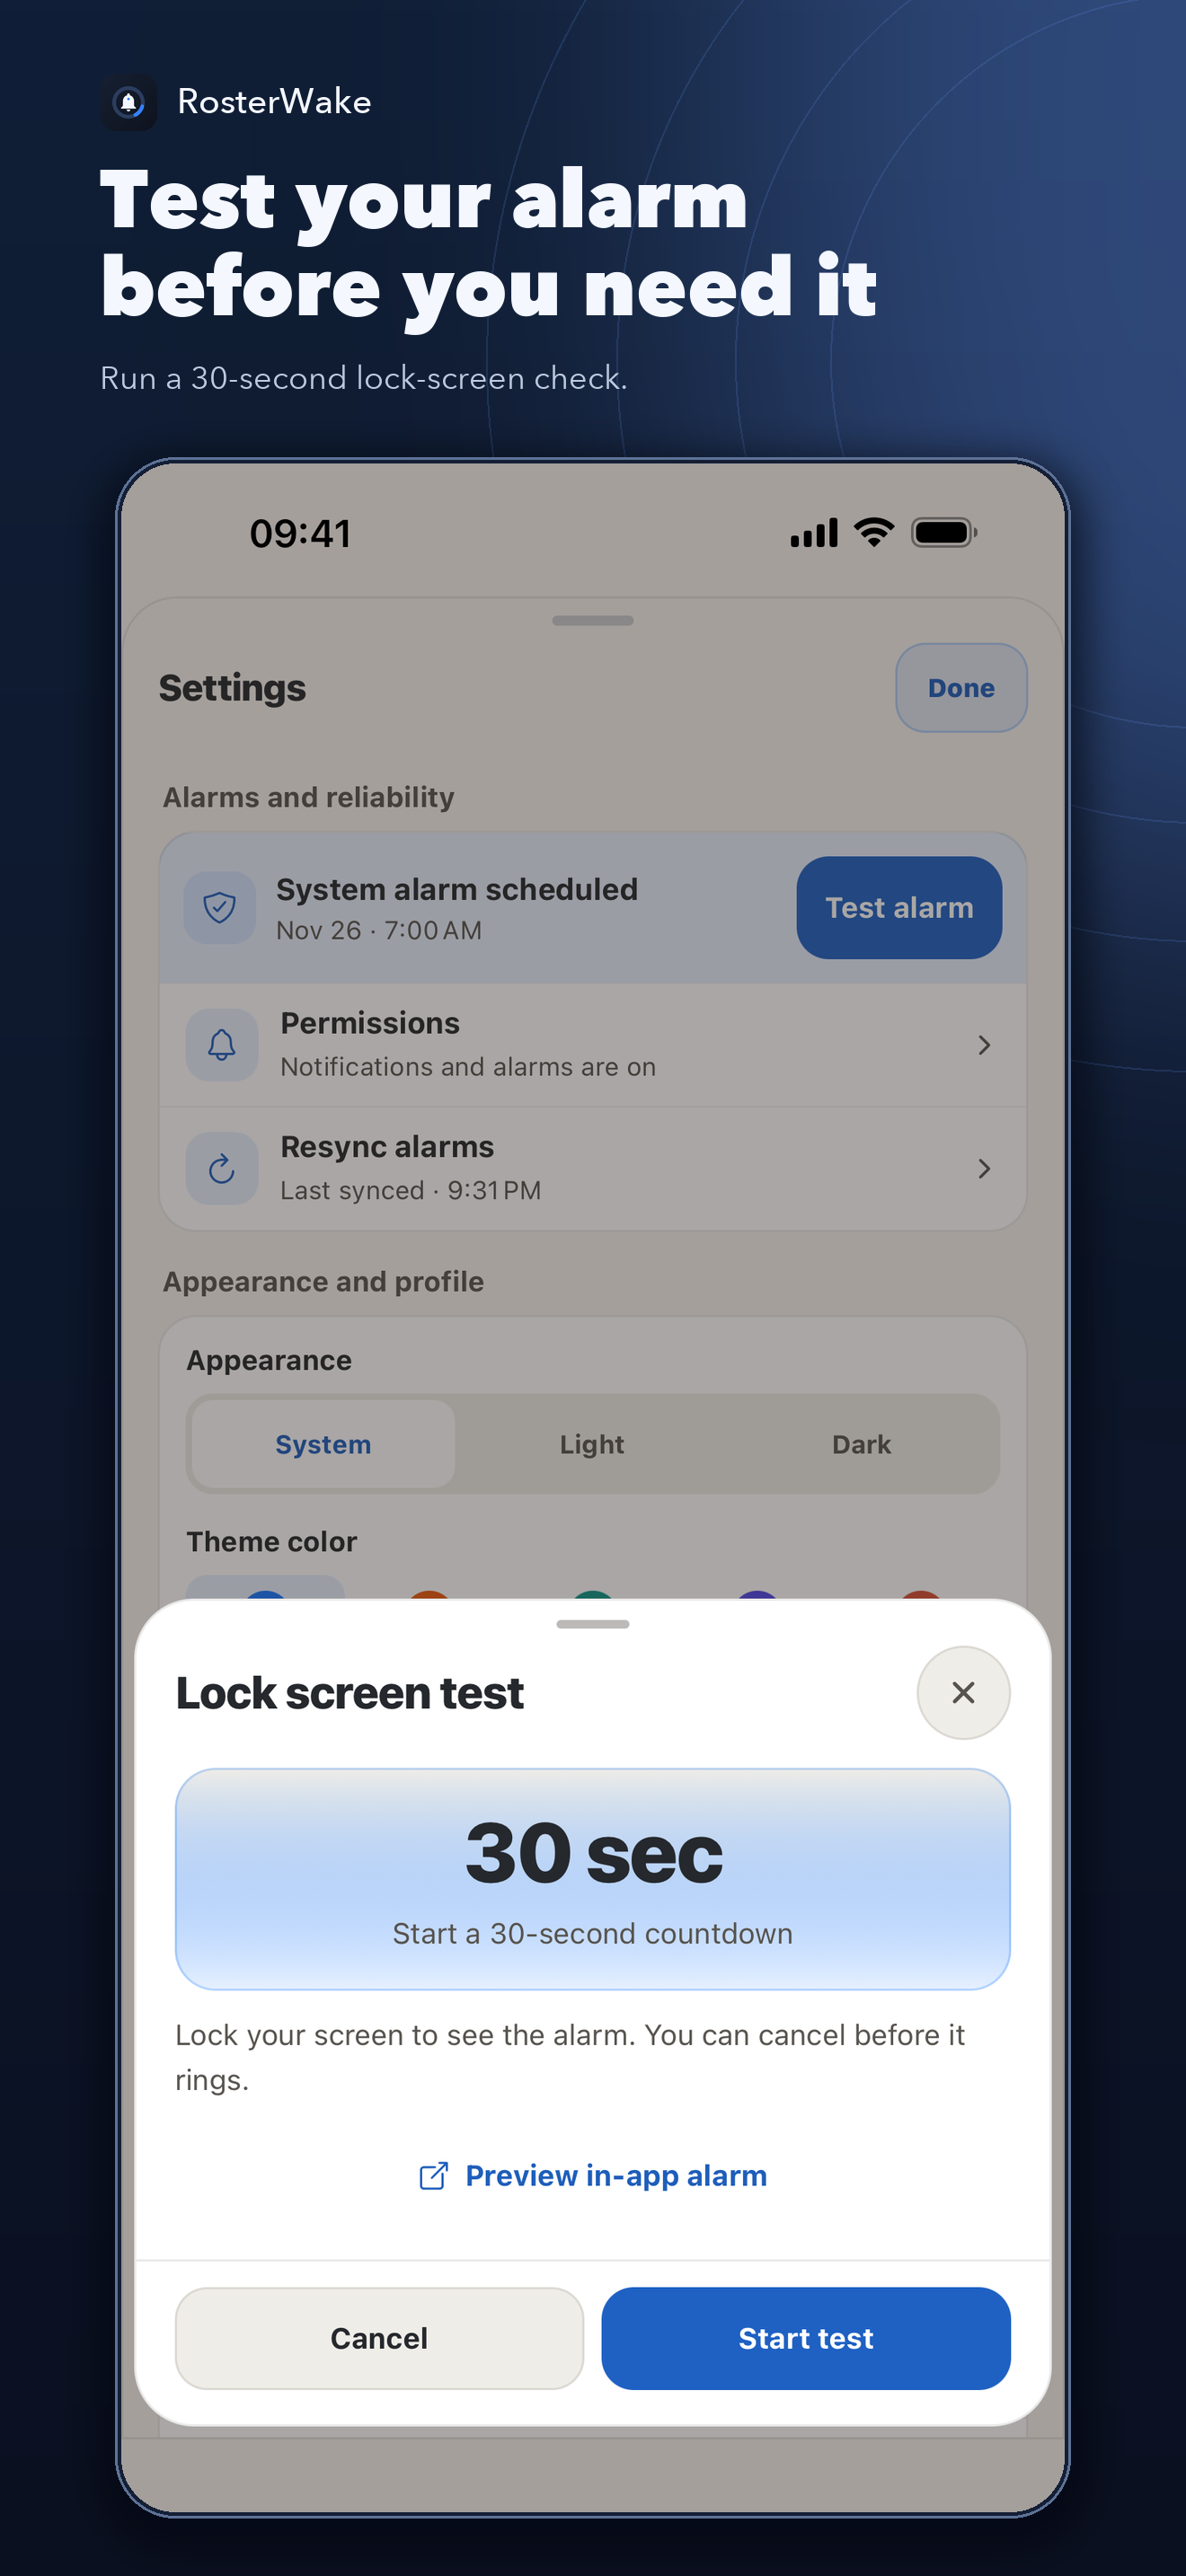 RosterWake
Test your alarm
before you need it
Run a 30-second lock-screen check.
09:41
Settings
Done
Alarms and reliability
System alarm scheduled
Nov 26 · 7:00 AM
Test alarm
Permissions
Notifications and alarms are on
Resync alarms
Last synced · 9:31 PM
Appearance and profile
Appearance
System
Light
Dark
Theme color
Lock screen test
30 sec
Start a 30-second countdown
Lock your screen to see the alarm. You can cancel before it
rings.
Preview in-app alarm
Cancel
Start test